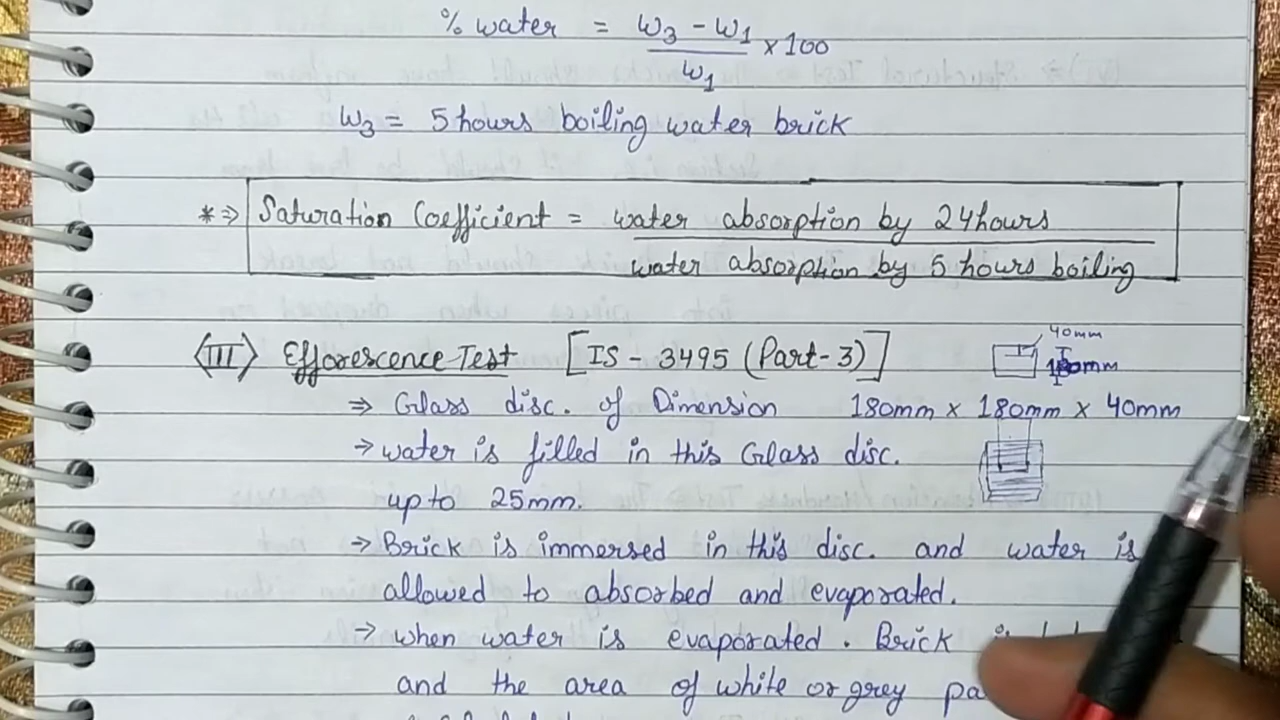 % water = (w3 - w1) / w1 × 100
w3 = 5 hours boiling water brick
*⇒ Saturation Coefficient = water absorption by 24 hours / water absorption by 5 hours boiling
<III> Efforescence Test [IS - 3495 (Part-3)]
40mm
⇒ Glass disc. of Dimension 180mm × 180mm × 40mm
→ water is filled in this Glass disc.
up to 25mm.
→ Brick is immersed in this disc. and water is
allowed to absorbed and evaporated.
→ when water is evaporated. Brick
and the area of white or grey